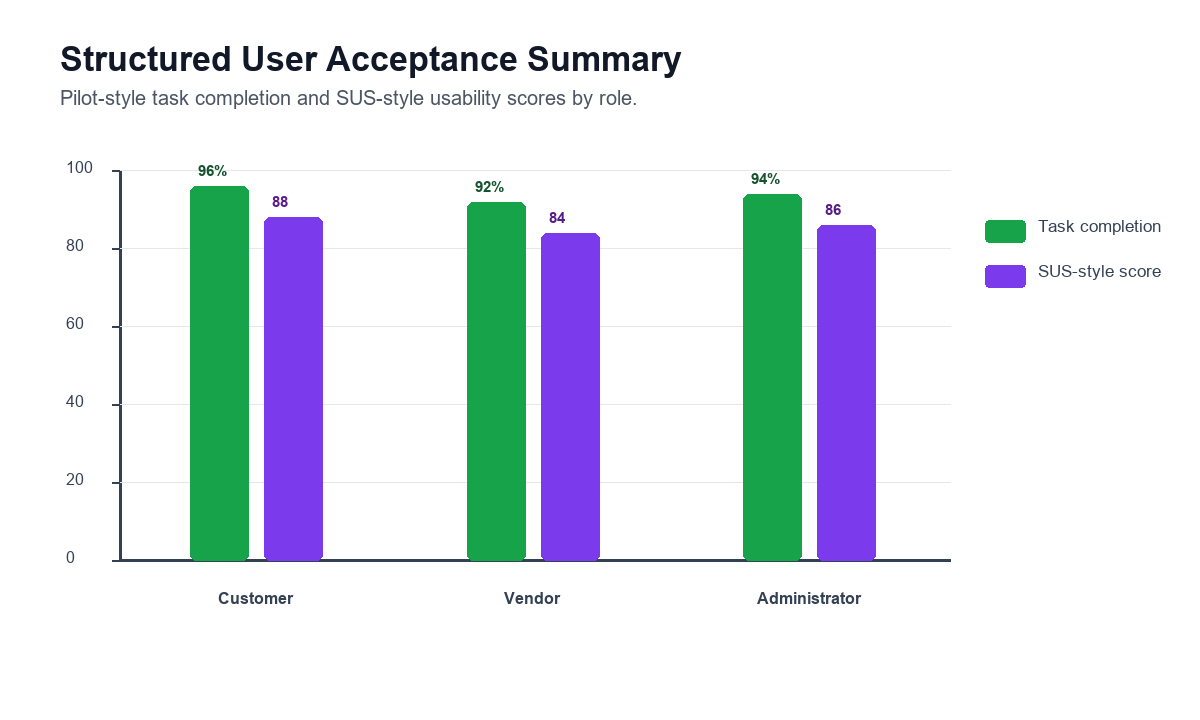 Structured User Acceptance Summary
Pilot-style task completion and SUS-style usability scores by role.
100
80
60
40
20
0
96%
88
92%
84
94%
86
Customer
Vendor
Administrator
Task completion
SUS-style score